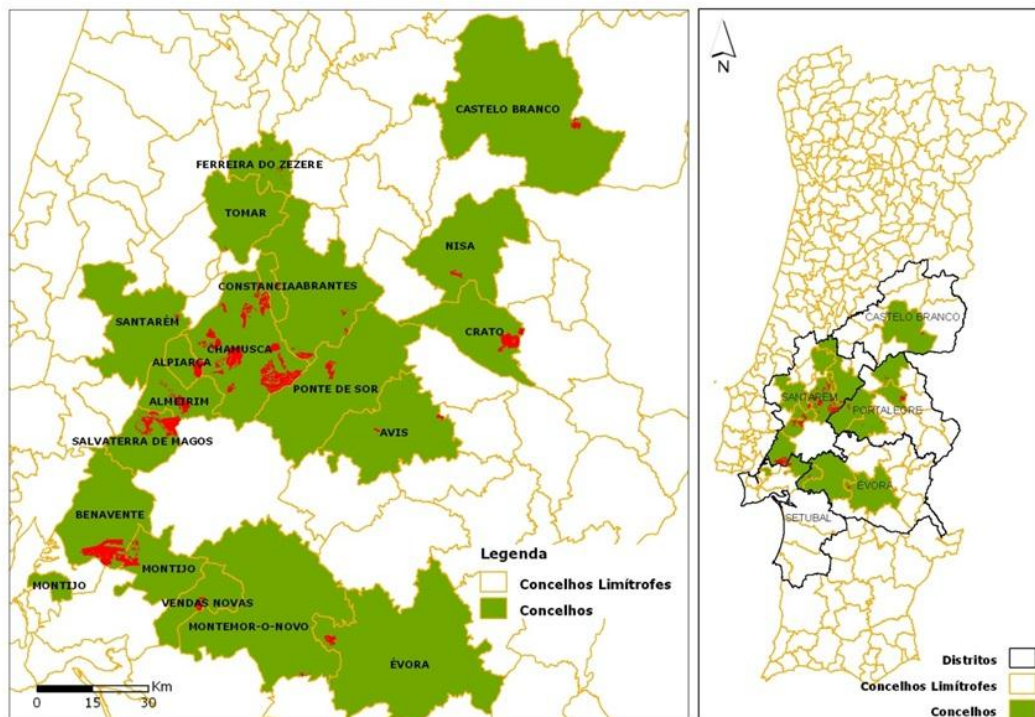 CASTELO BRANCO
FERREIRA DO ZEZERE
TOMAR
NISA
CONSTANCIA
ABRANTES
SANTARÉM
CRATO
CHAMUSCA
ALPIARÇA
PONTE DE SOR
ALMEIRIM
AVIS
SALVATERRA DE MAGOS
BENAVENTE
MONTIJO
MONTIJO
VENDAS NOVAS
MONTEMOR-O-NOVO
ÉVORA
Legenda
Concelhos Limítrofes
Concelhos
Km
0 15 30
N
CASTELO BRANCO
SANTARÉM
PORTALEGRE
ÉVORA
SETUBAL
Distritos
Concelhos Limítrofes
Concelhos